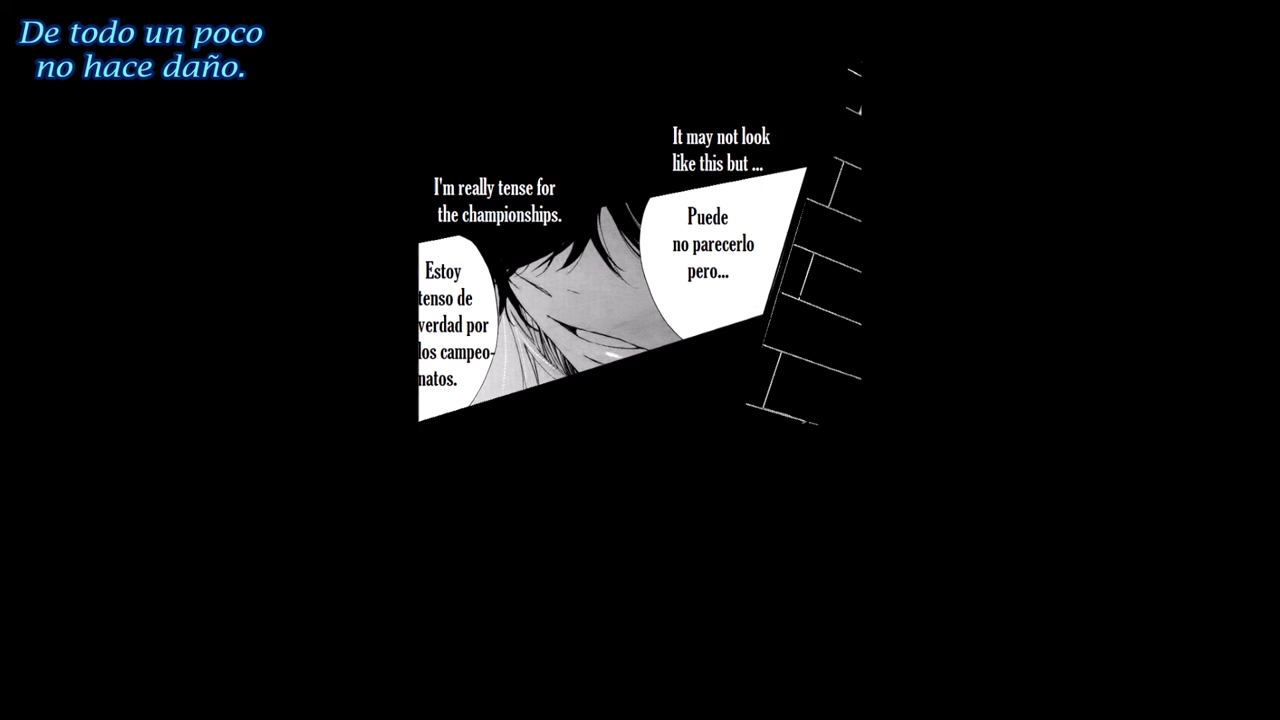 De todo un poco
no hace daño.
It may not look
like this but ...
Puede
no parecerlo
pero...
I'm really tense for
the championships.
Estoy
tenso de
verdad por
los campeo-
natos.